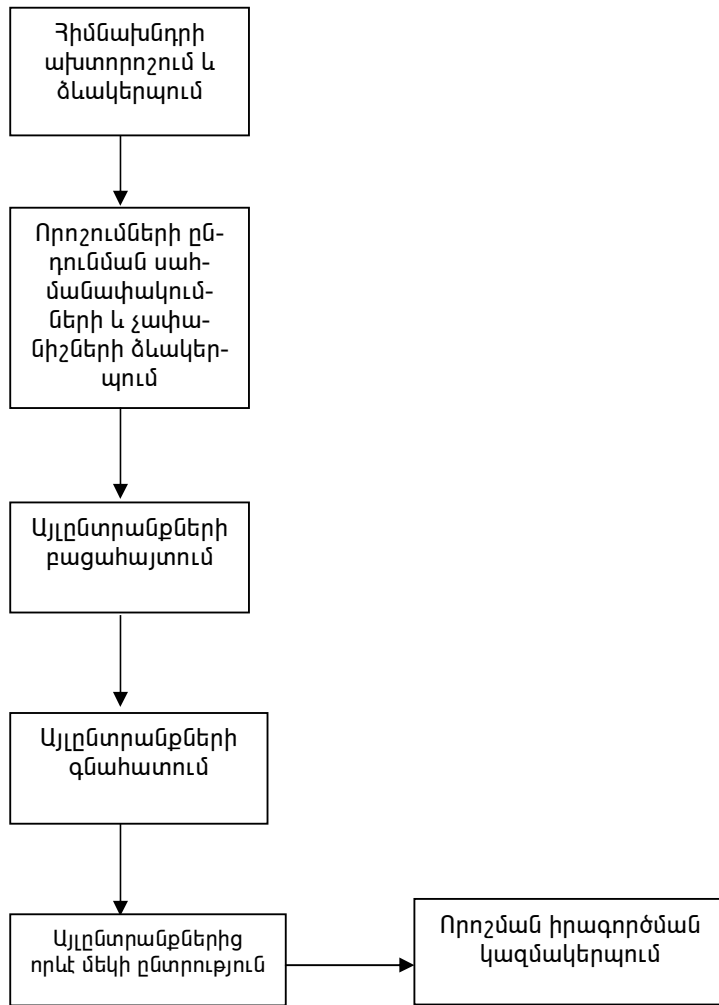 Հիմնախնդրի
ախտորոշում և
ձևակերպում
Որոշումների ըն-
դունման սահ-
մանափակում-
ների և չափա-
նիշների ձևակեր-
պում
Այլընտրանքների
բացահայտում
Այլընտրանքների
գնահատում
Այլընտրանքներից
որևէ մեկի ընտրություն
Որոշման իրագործման
կազմակերպում